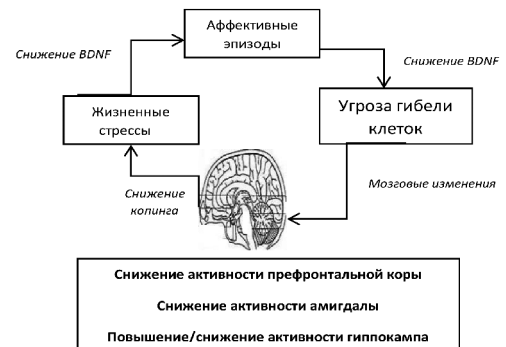 Аффективные
эпизоды
Снижение BDNF
Снижение BDNF
Жизненные
стрессы
Угроза гибели
клеток
Снижение
копинга
Мозговые изменения
Снижение активности префронтальной коры
Снижение активности амигдалы
Повышение/снижение активности гиппокампа